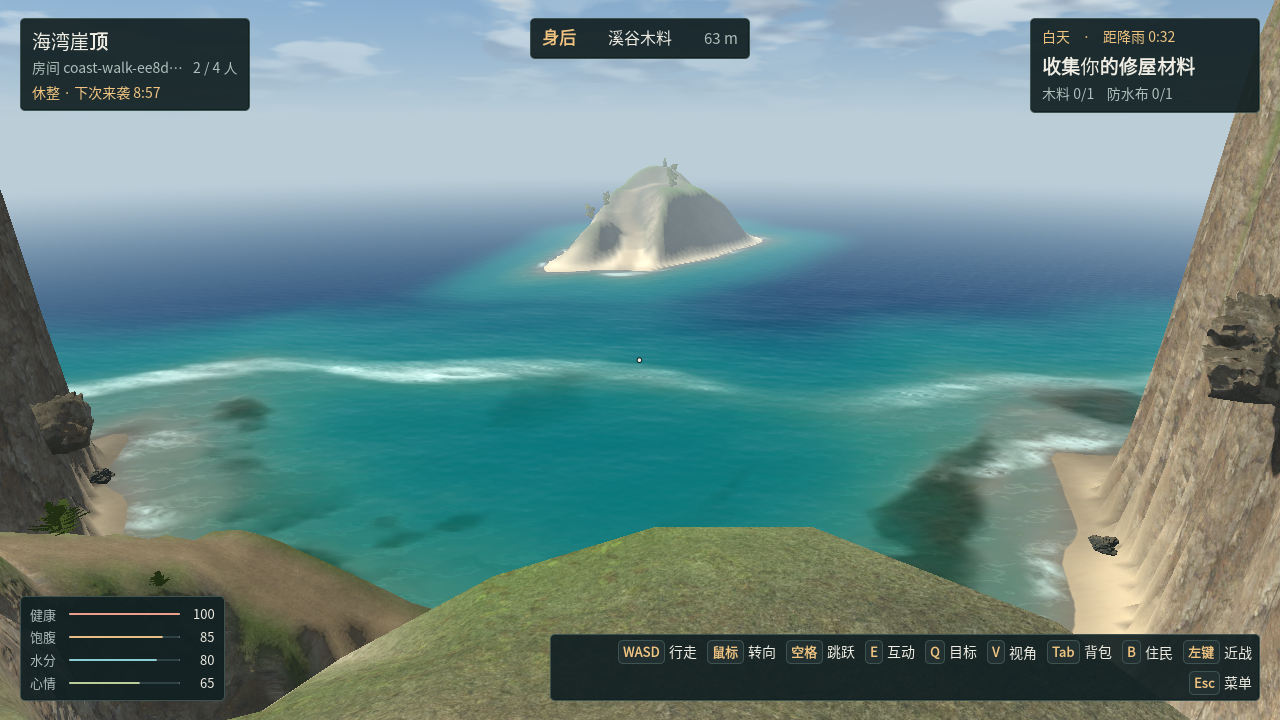 海湾崖顶
房间 coast-walk-ee8d… 2 / 4 人
休整 · 下次来袭 8:57
身后 溪谷木料 63 m
白天 · 距降雨 0:32
收集你的修屋材料
木料 0/1 防水布 0/1
健康 100
饱腹 85
水分 80
心情 65
WASD 行走 鼠标 转向 空格 跳跃 E 互动 Q 目标 V 视角 Tab 背包 B 住民 左键 近战
Esc 菜单